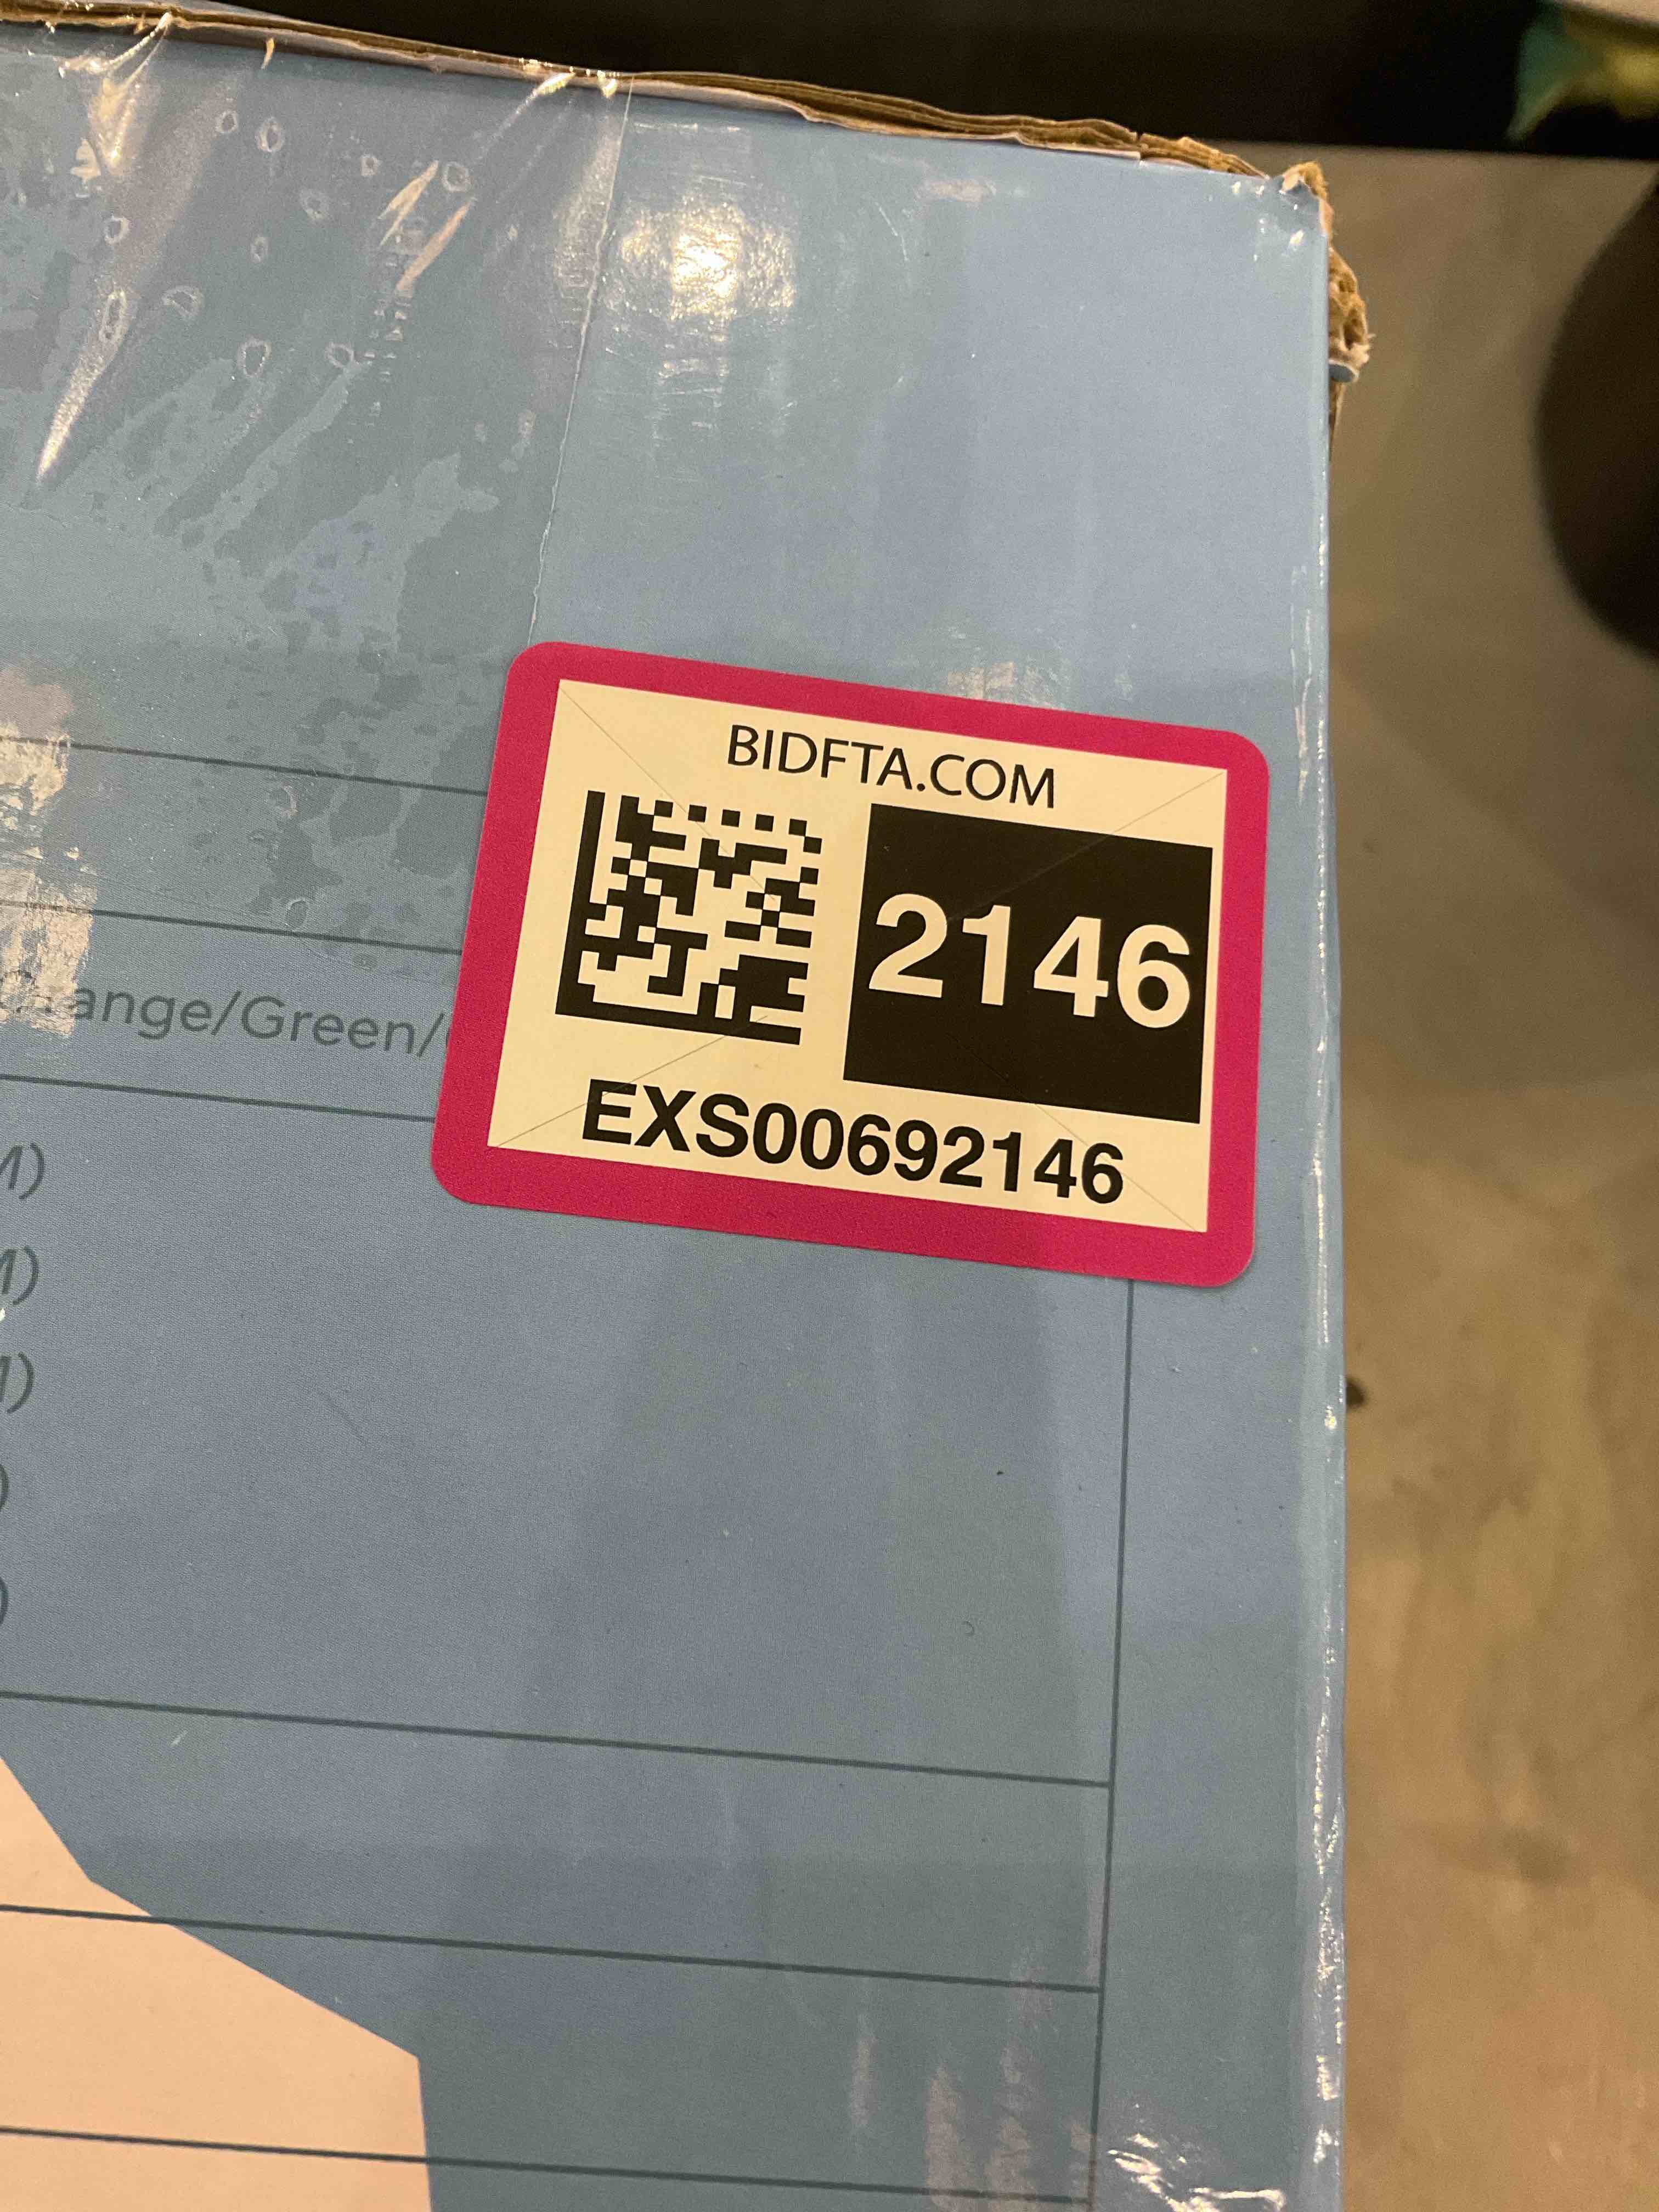 BIDFTA.COM
2146
EXS00692146
ange/Green/
M)
M)
M)
)
)